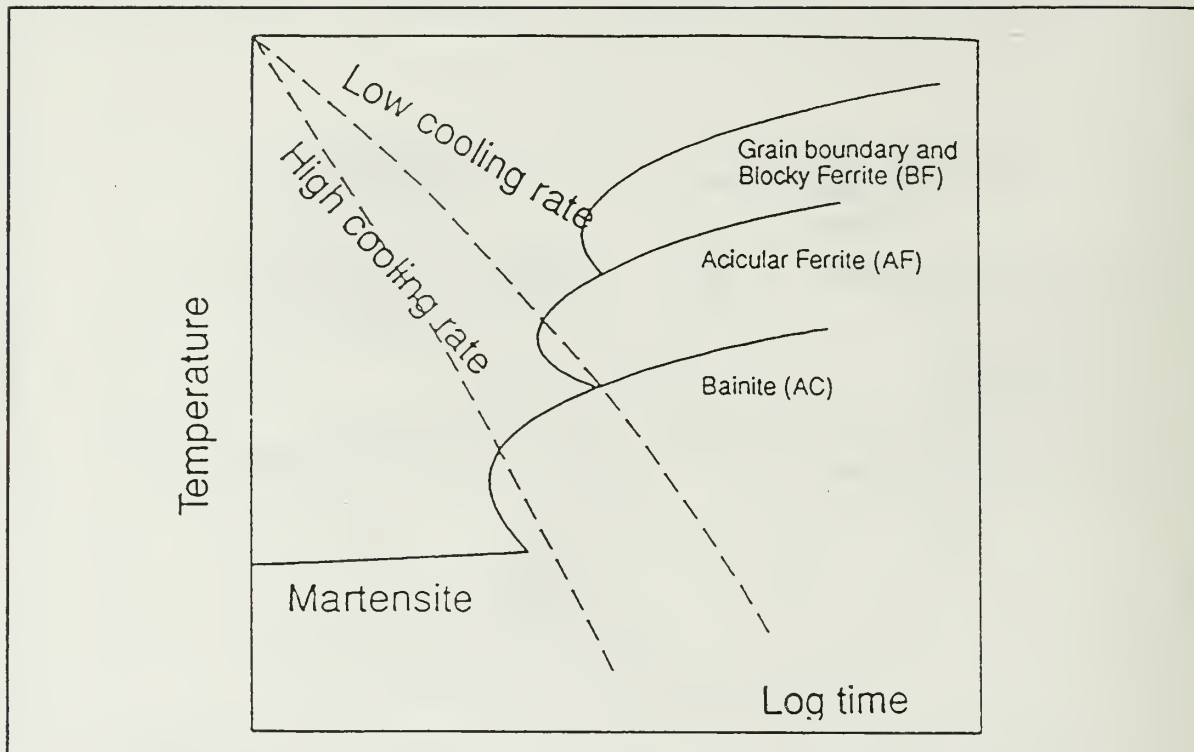 Low cooling rate
High cooling rate
Grain boundary and
Blocky Ferrite (BF)
Acicular Ferrite (AF)
Bainite (AC)
Temperature
Martensite
Log time